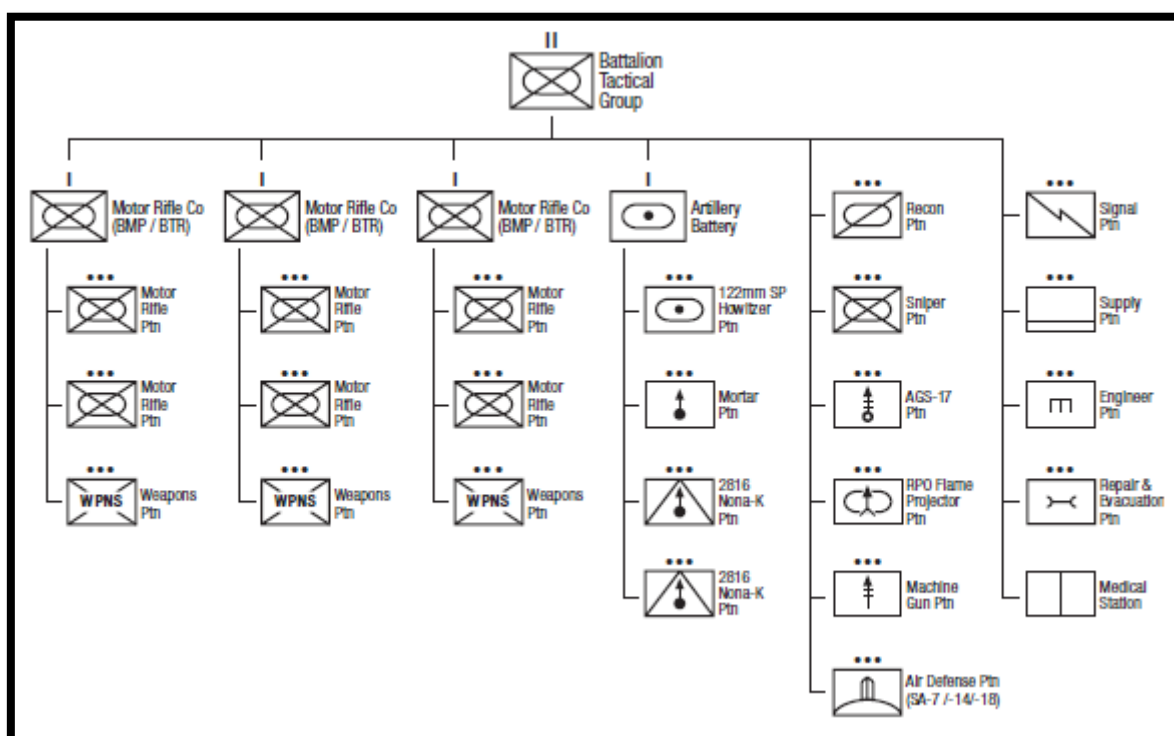 II
Battalion
Tactical
Group
I
Motor Rifle Co
(BMP / BTR)
I
Motor Rifle Co
(BMP / BTR)
I
Motor Rifle Co
(BMP / BTR)
I
Artillery
Battery
Recon
Ptn
Signal
Ptn
Motor
Rifle
Ptn
Motor
Rifle
Ptn
Motor
Rifle
Ptn
122mm SP
Howitzer
Ptn
Sniper
Ptn
Supply
Ptn
Motor
Rifle
Ptn
Motor
Rifle
Ptn
Motor
Rifle
Ptn
Mortar
Ptn
AGS-17
Ptn
Engineer
Ptn
WPNS
Weapons
Ptn
WPNS
Weapons
Ptn
WPNS
Weapons
Ptn
2816
Nona-K
Ptn
RPO Flame
Projector
Ptn
Repair &
Evacuation
Ptn
2816
Nona-K
Ptn
Machine
Gun Ptn
Medical
Station
Air Defense Ptn
(SA-7 /-14/-18)